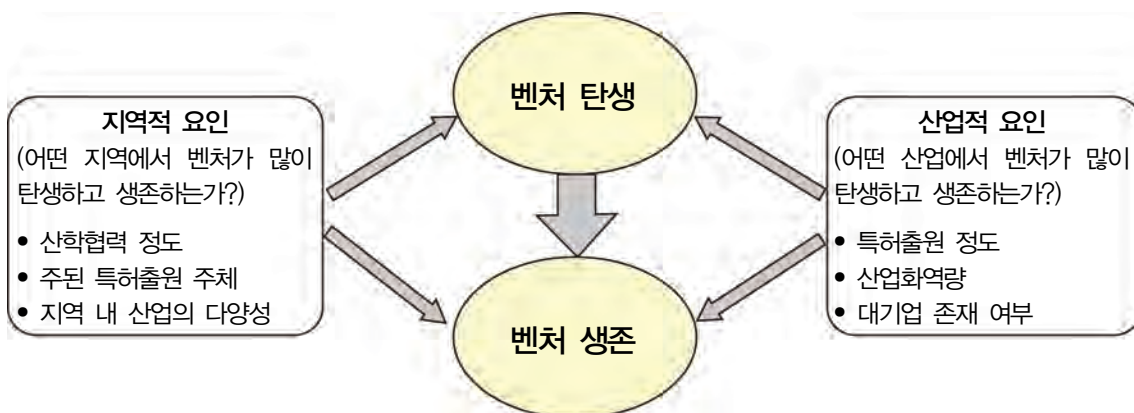 벤처 탄생
지역적 요인
(어떤 지역에서 벤처가 많이
탄생하고 생존하는가?)
• 산학협력 정도
• 주된 특허출원 주체
• 지역 내 산업의 다양성
산업적 요인
(어떤 산업에서 벤처가 많이
탄생하고 생존하는가?)
• 특허출원 정도
• 산업화역량
• 대기업 존재 여부
벤처 생존